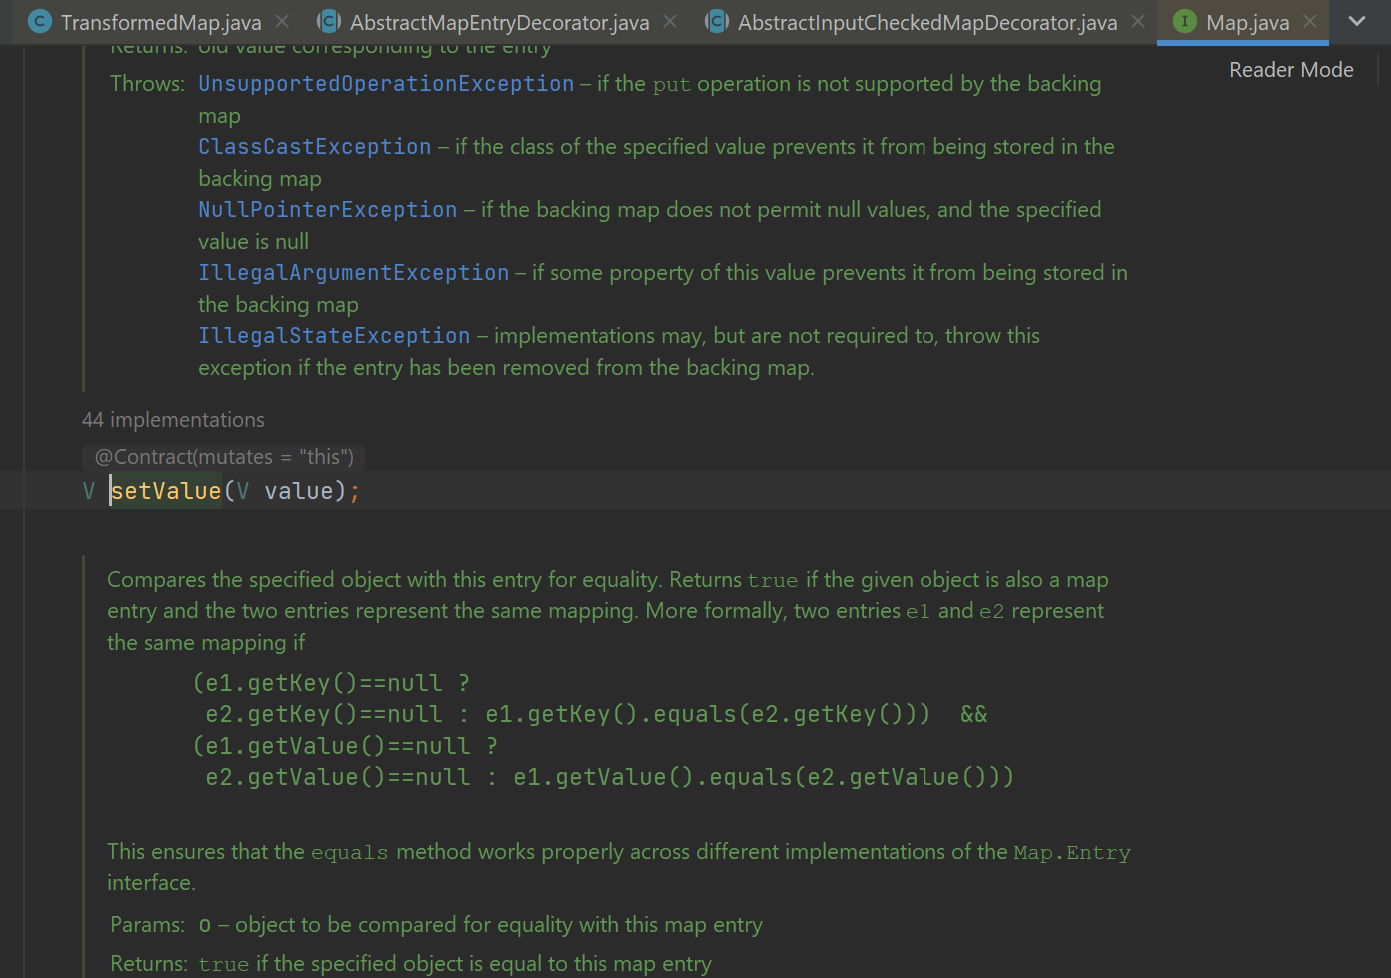 TransformedMap.java AbstractMapEntryDecorator.java AbstractInputCheckedMapDecorator.java Map.java
Returns: old value corresponding to the entry
Reader Mode
Throws: UnsupportedOperationException – if the put operation is not supported by the backing
map
ClassCastException – if the class of the specified value prevents it from being stored in the
backing map
NullPointerException – if the backing map does not permit null values, and the specified
value is null
IllegalArgumentException – if some property of this value prevents it from being stored in
the backing map
IllegalStateException – implementations may, but are not required to, throw this
exception if the entry has been removed from the backing map.
44 implementations
@Contract(mutates = "this")
V setValue(V value);
Compares the specified object with this entry for equality. Returns true if the given object is also a map
entry and the two entries represent the same mapping. More formally, two entries e1 and e2 represent
the same mapping if
(e1.getKey()==null ?
e2.getKey()==null : e1.getKey().equals(e2.getKey())) &&
(e1.getValue()==null ?
e2.getValue()==null : e1.getValue().equals(e2.getValue()))
This ensures that the equals method works properly across different implementations of the Map.Entry
interface.
Params: o – object to be compared for equality with this map entry
Returns: true if the specified object is equal to this map entry